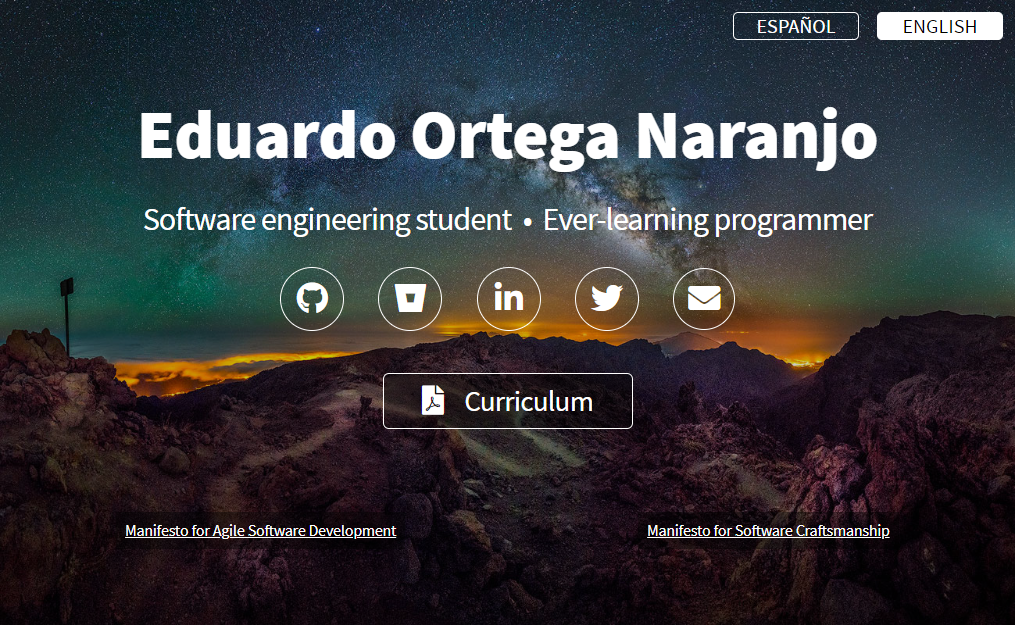 ESPAÑOL ENGLISH
Eduardo Ortega Naranjo
Software engineering student • Ever-learning programmer
in
Curriculum
Manifesto for Agile Software Development
Manifesto for Software Craftsmanship